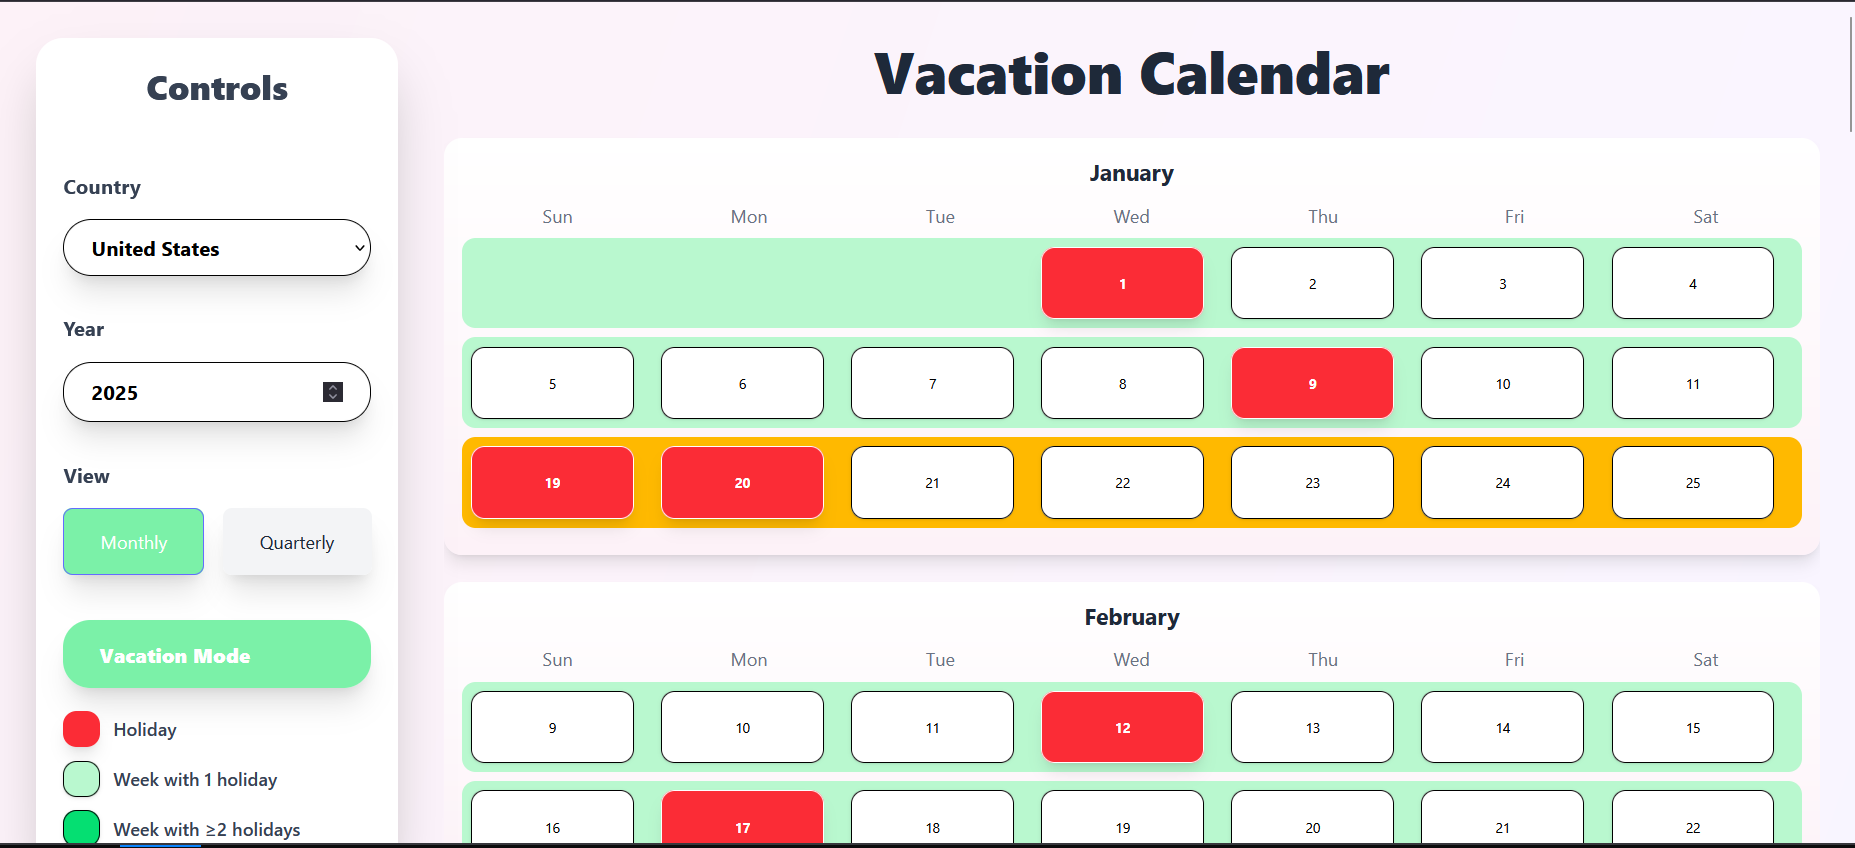 Controls
Country
United States
Year
2025
View
Monthly Quarterly
Vacation Mode
Holiday
Week with 1 holiday
Week with ≥2 holidays
Vacation Calendar
January
Sun Mon Tue Wed Thu Fri Sat
1 2 3 4
5 6 7 8 9 10 11
19 20 21 22 23 24 25
February
Sun Mon Tue Wed Thu Fri Sat
9 10 11 12 13 14 15
16 17 18 19 20 21 22